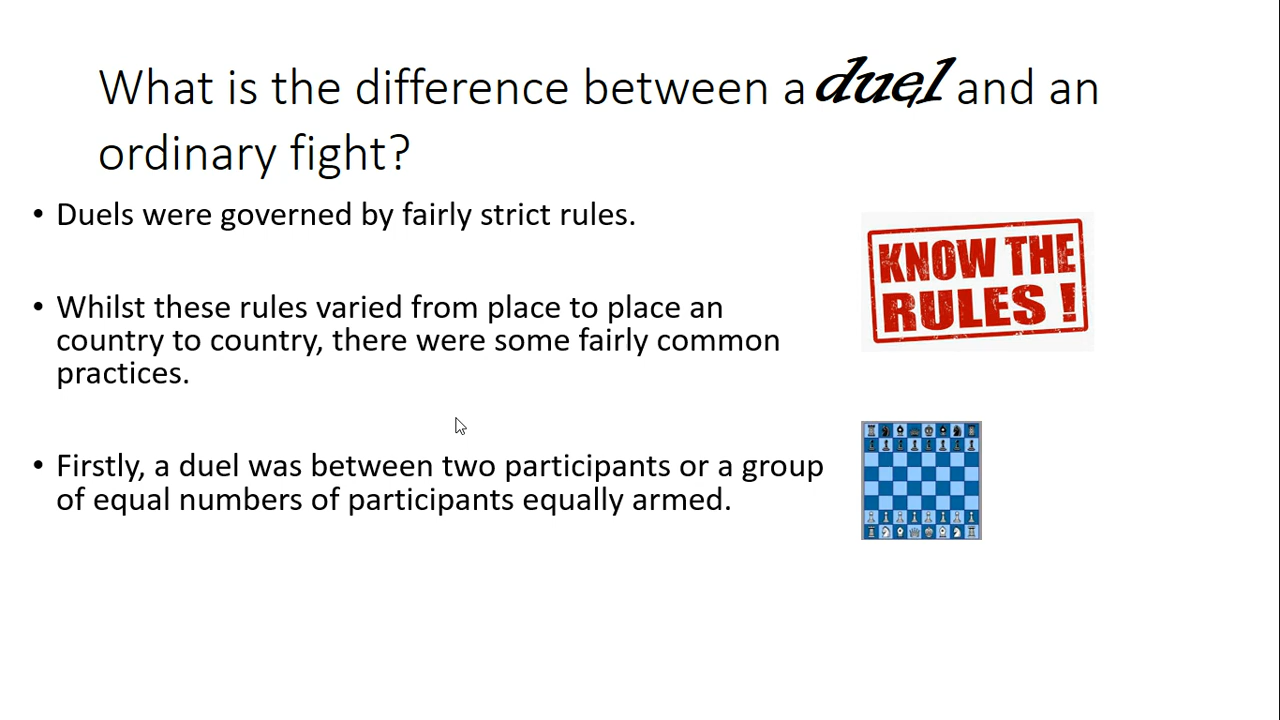 What is the difference between a duel and an
ordinary fight?
• Duels were governed by fairly strict rules.
• Whilst these rules varied from place to place an
country to country, there were some fairly common
practices.
• Firstly, a duel was between two participants or a group
of equal numbers of participants equally armed.
KNOW THE
RULES !